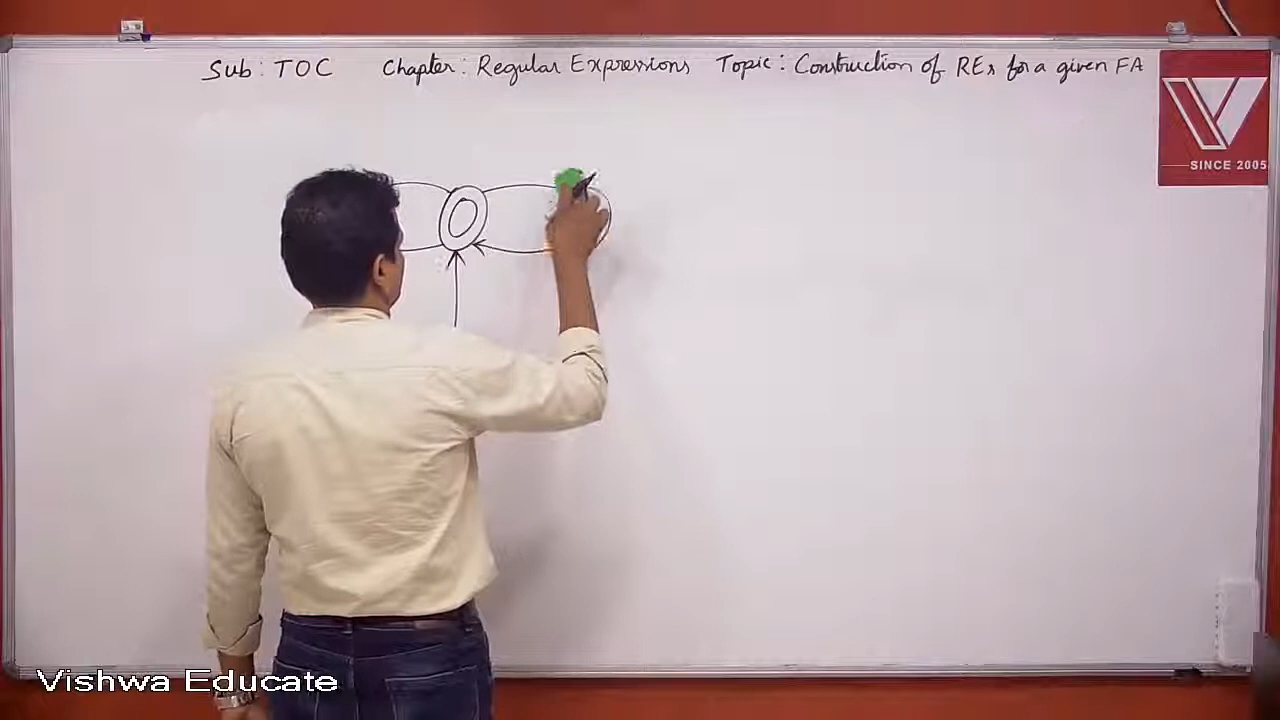 Sub : TOC Chapter : Regular Expressions Topic : Construction of REs for a given FA
SINCE 2005
Vishwa Educate